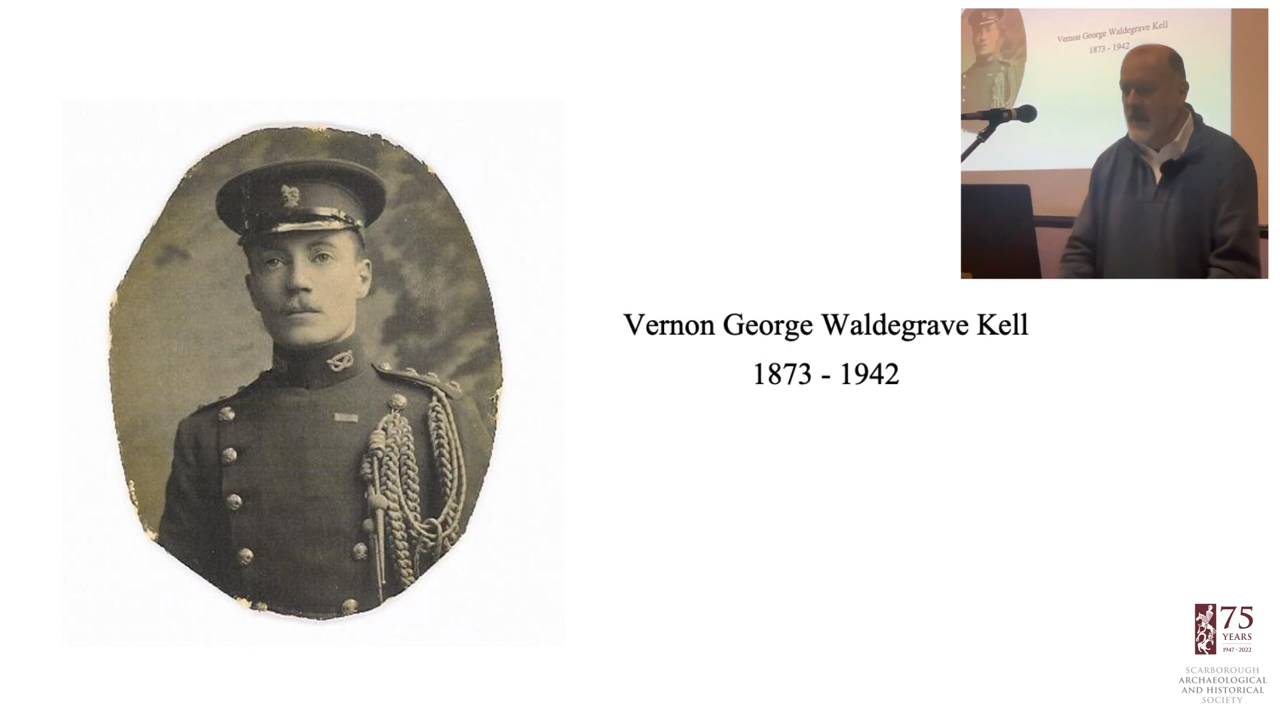 Vernon George Waldegrave Kell
1873 - 1942
Vernon George Waldegrave Kell
1873 - 1942
75
YEARS
1947 - 2022
SCARBOROUGH
ARCHAEOLOGICAL
AND HISTORICAL
SOCIETY